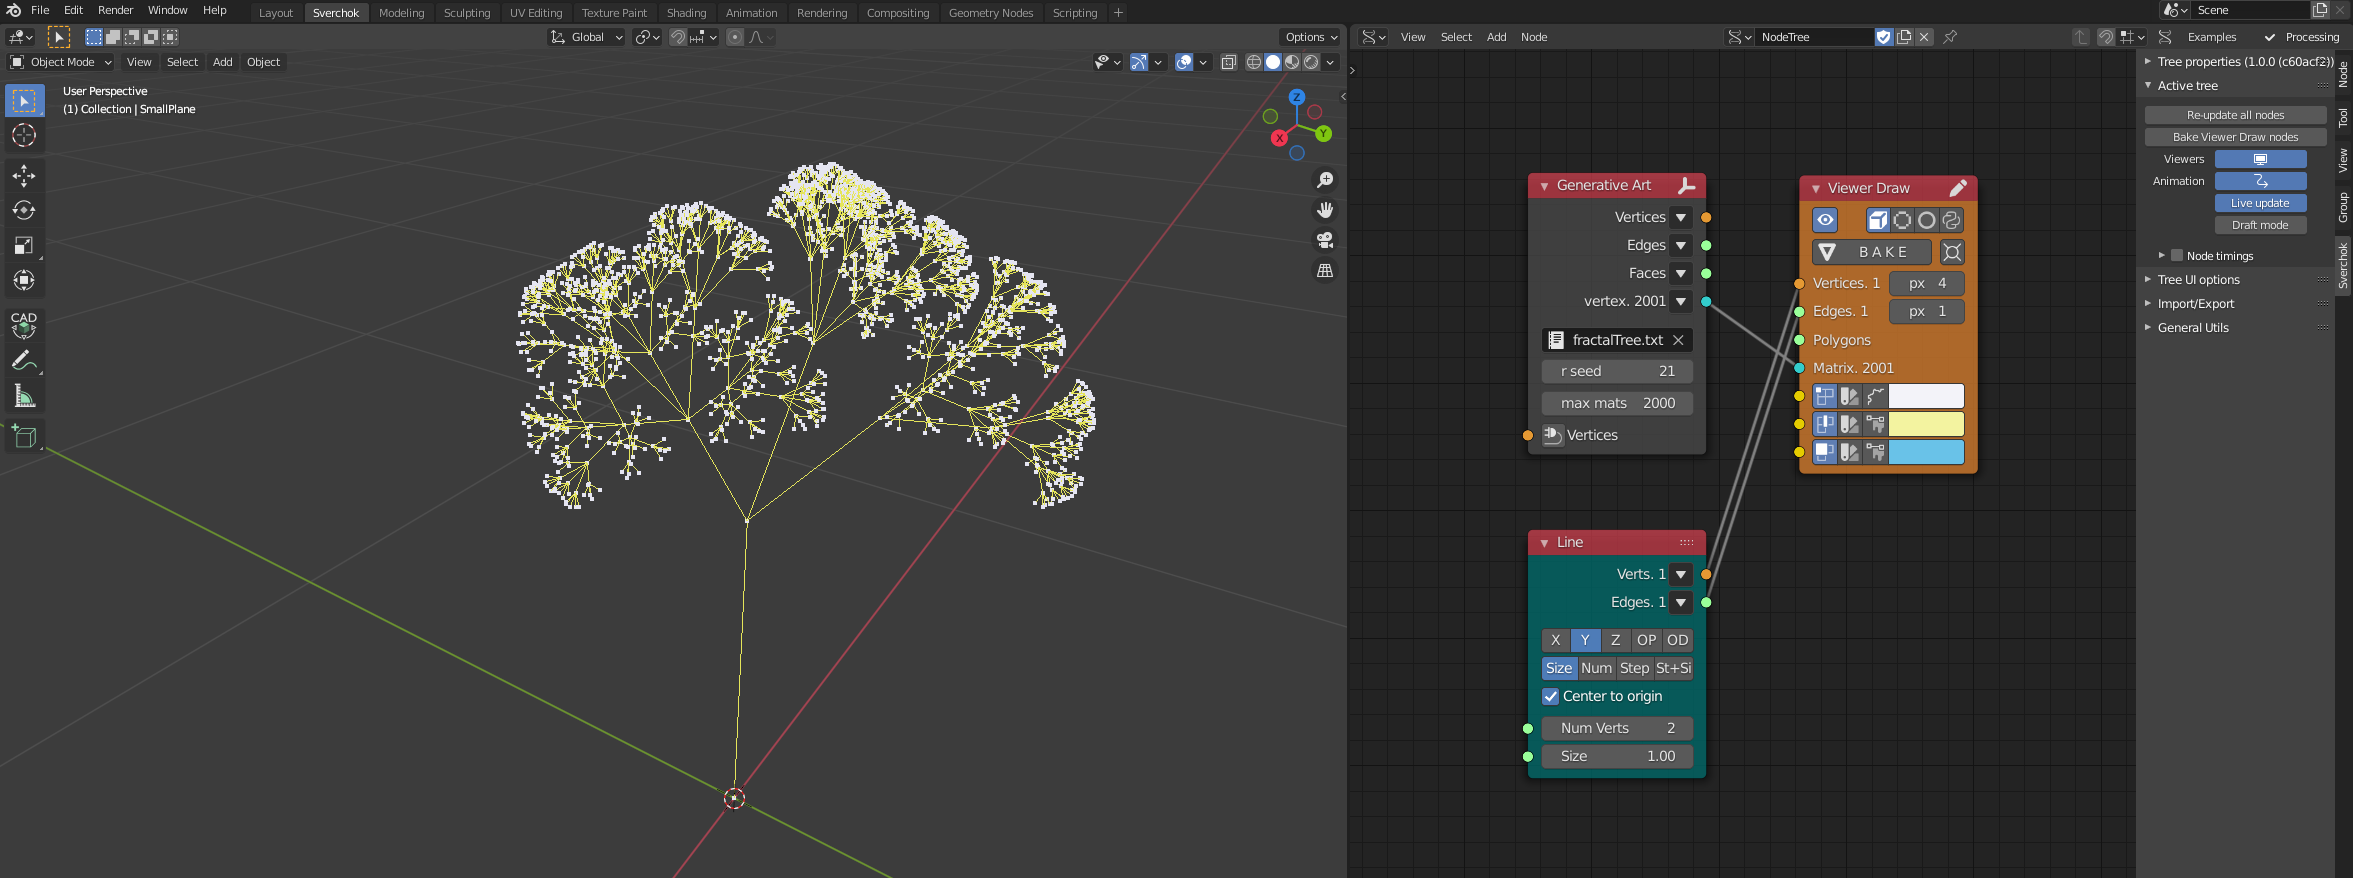 File Edit Render Window Help
Layout Sverchok Modeling Sculpting UV Editing Texture Paint Shading Animation Rendering Compositing Geometry Nodes Scripting +
Scene
Global
Options
View Select Add Node
NodeTree
Examples
Processing
Object Mode View Select Add Object
User Perspective
(1) Collection | SmallPlane
Z
X
Y
CAD
Generative Art
Vertices
Edges
Faces
vertex. 2001
fractalTree.txt
r seed 21
max mats 2000
Vertices
Viewer Draw
BAKE
Vertices. 1 px 4
Edges. 1 px 1
Polygons
Matrix. 2001
Line
Verts. 1
Edges. 1
X Y Z OP OD
Size Num Step St+Si
Center to origin
Num Verts 2
Size 1.00
Tree properties (1.0.0 (c60acf2))
Active tree
Re-update all nodes
Bake Viewer Draw nodes
Viewers
Animation
Live update
Draft mode
Node timings
Tree UI options
Import/Export
General Utils
Node
Tool
View
Group
Sverchok